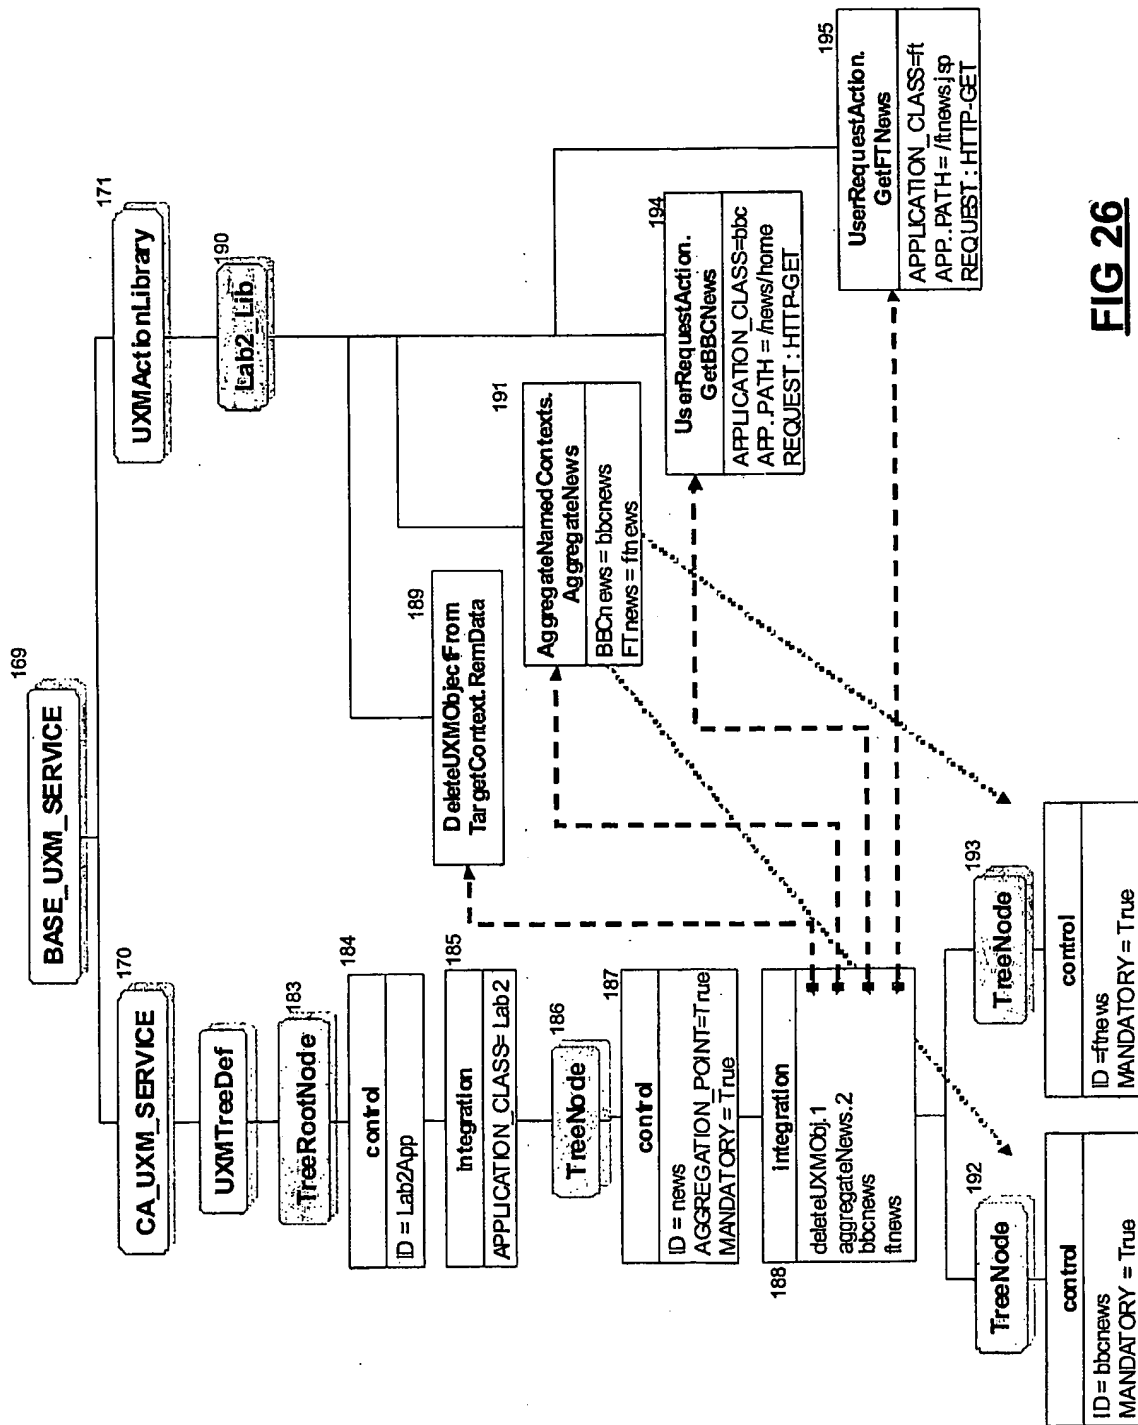 BASE_UXM_SERVICE
169
CA_UXM_SERVICE
170
UXMTreeDef
TreeRootNode
183
control
184
ID = Lab2App
Integration
185
APPLICATION_CLASS= Lab2
TreeNode
186
control
187
ID = news
AGGREGATION_POINT=True
MANDATORY = True
integration
188
deleteUXMObj.1
aggregateNews.2
bbcnews
ftnews
TreeNode
192
control
ID = bbcnews
MANDATORY = True
TreeNode
193
control
ID =ftnews
MANDATORY = True
UXMActionLibrary
171
Lab2_Lib
190
DeleteUXMObjectFrom
TargetContext.RemData
189
AggregateNamedContexts.
AggregateNews
191
BBCnews = bbcnews
FTnews = ftnews
UserRequestAction.
GetBBCNews
194
APPLICATION_CLASS=bbc
APP..PATH = /news/home
REQUEST : HTTP-GET
UserRequestAction.
GetFTNews
195
APPLICATION_CLASS=ft
APP..PATH = /ftnews.jsp
REQUEST : HTTP-GET
FIG 26